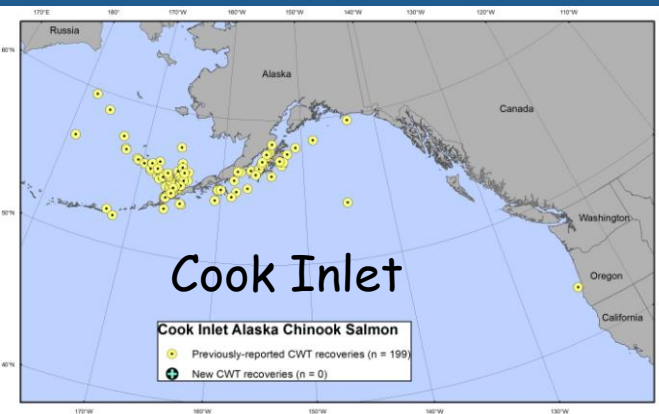 170°E 180° 170°W 160°W 150°W 140°W 130°W 120°W 110°W
Russia
60°N
Alaska
Canada
50°N
Washington
Cook Inlet
Oregon
California
Cook Inlet Alaska Chinook Salmon
Previously-reported CWT recoveries (n = 199)
New CWT recoveries (n = 0)
40°N
170°W 160°W 150°W 140°W 130°W